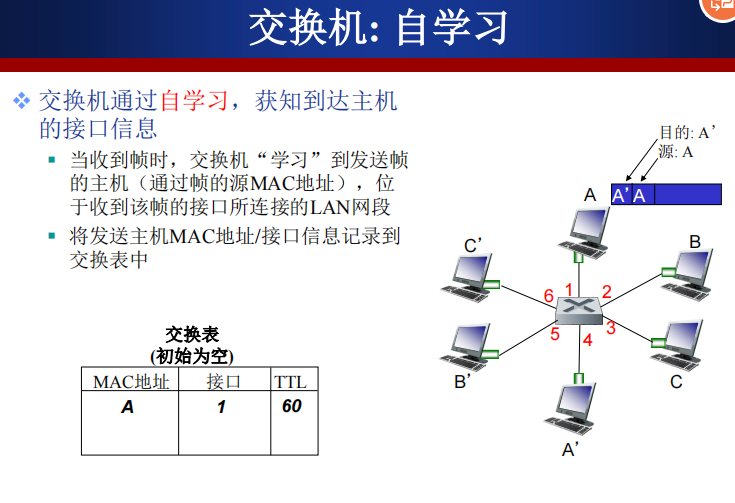 交换机: 自学习
交换机通过自学习，获知到达主机
的接口信息
当收到帧时，交换机“学习”到发送帧
的主机（通过帧的源MAC地址），位
于收到该帧的接口所连接的LAN网段
将发送主机MAC地址/接口信息记录到
交换表中
目的: A’
源: A
A A’ A
C’ B
6 1 2
5 4 3
B’ C
A’
交换表
(初始为空)
MAC地址 接口 TTL
A 1 60